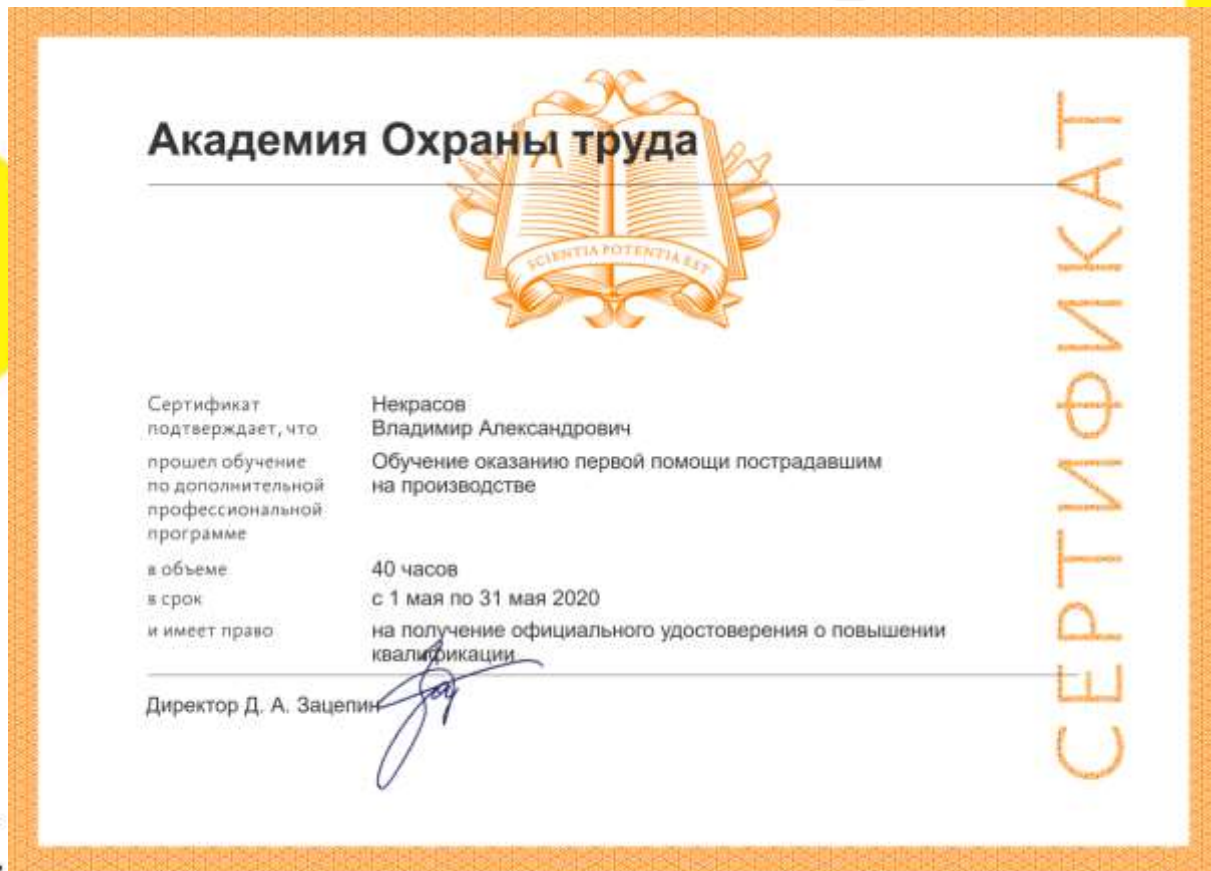 Академия Охраны труда
А
SCIENTIA POTENTIA EST
СЕРТИФИКАТ
Сертификат
подтверждает, что
Некрасов
Владимир Александрович
прошел обучение
по дополнительной
профессиональной
программе
Обучение оказанию первой помощи пострадавшим
на производстве
в объеме
40 часов
в срок
с 1 мая по 31 мая 2020
и имеет право
на получение официального удостоверения о повышении
квалификации
Директор Д. А. Зацепин